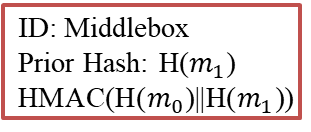 ID: Middlebox
Prior Hash: H(𝑚₁)
HMAC(H(𝑚₀)||H(𝑚₁))